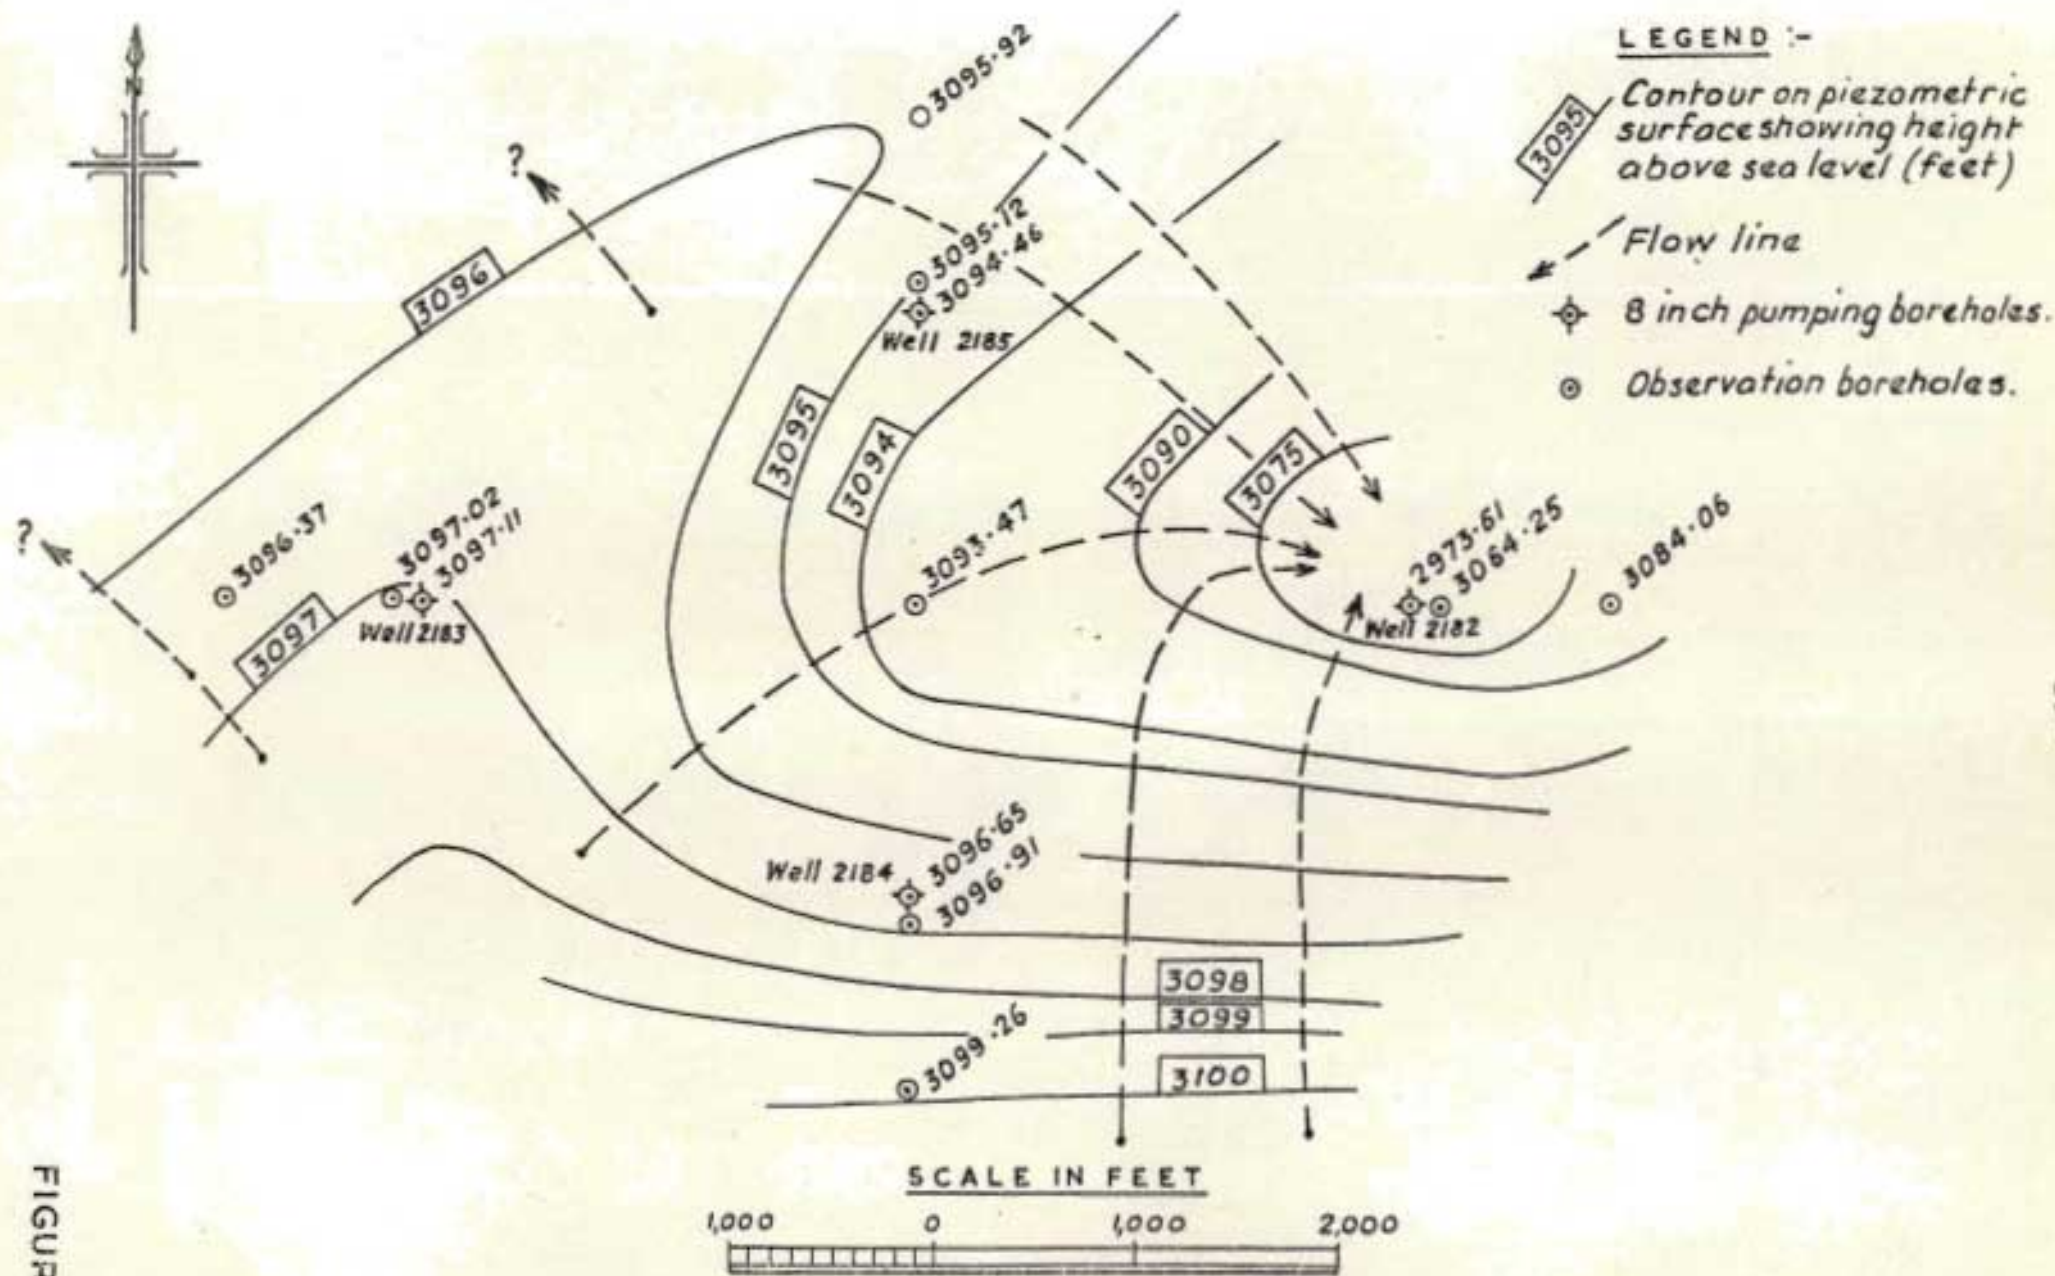 N
LEGEND :-
3095
Contour on piezometric
surface showing height
above sea level (feet)
Flow line
8 inch pumping boreholes.
Observation boreholes.
3095.92
?
3096
3095.72
3094.46
Well 2185
3095
3094
3090
3075
?
3096.37
3097.02
3097.11
Well 2183
3097
3093.47
2973.61
3064.25
Well 2182
3084.06
Well 2184
3096.65
3096.91
3098
3099
3099.26
3100
SCALE IN FEET
1,000 0 1,000 2,000
FIGUR